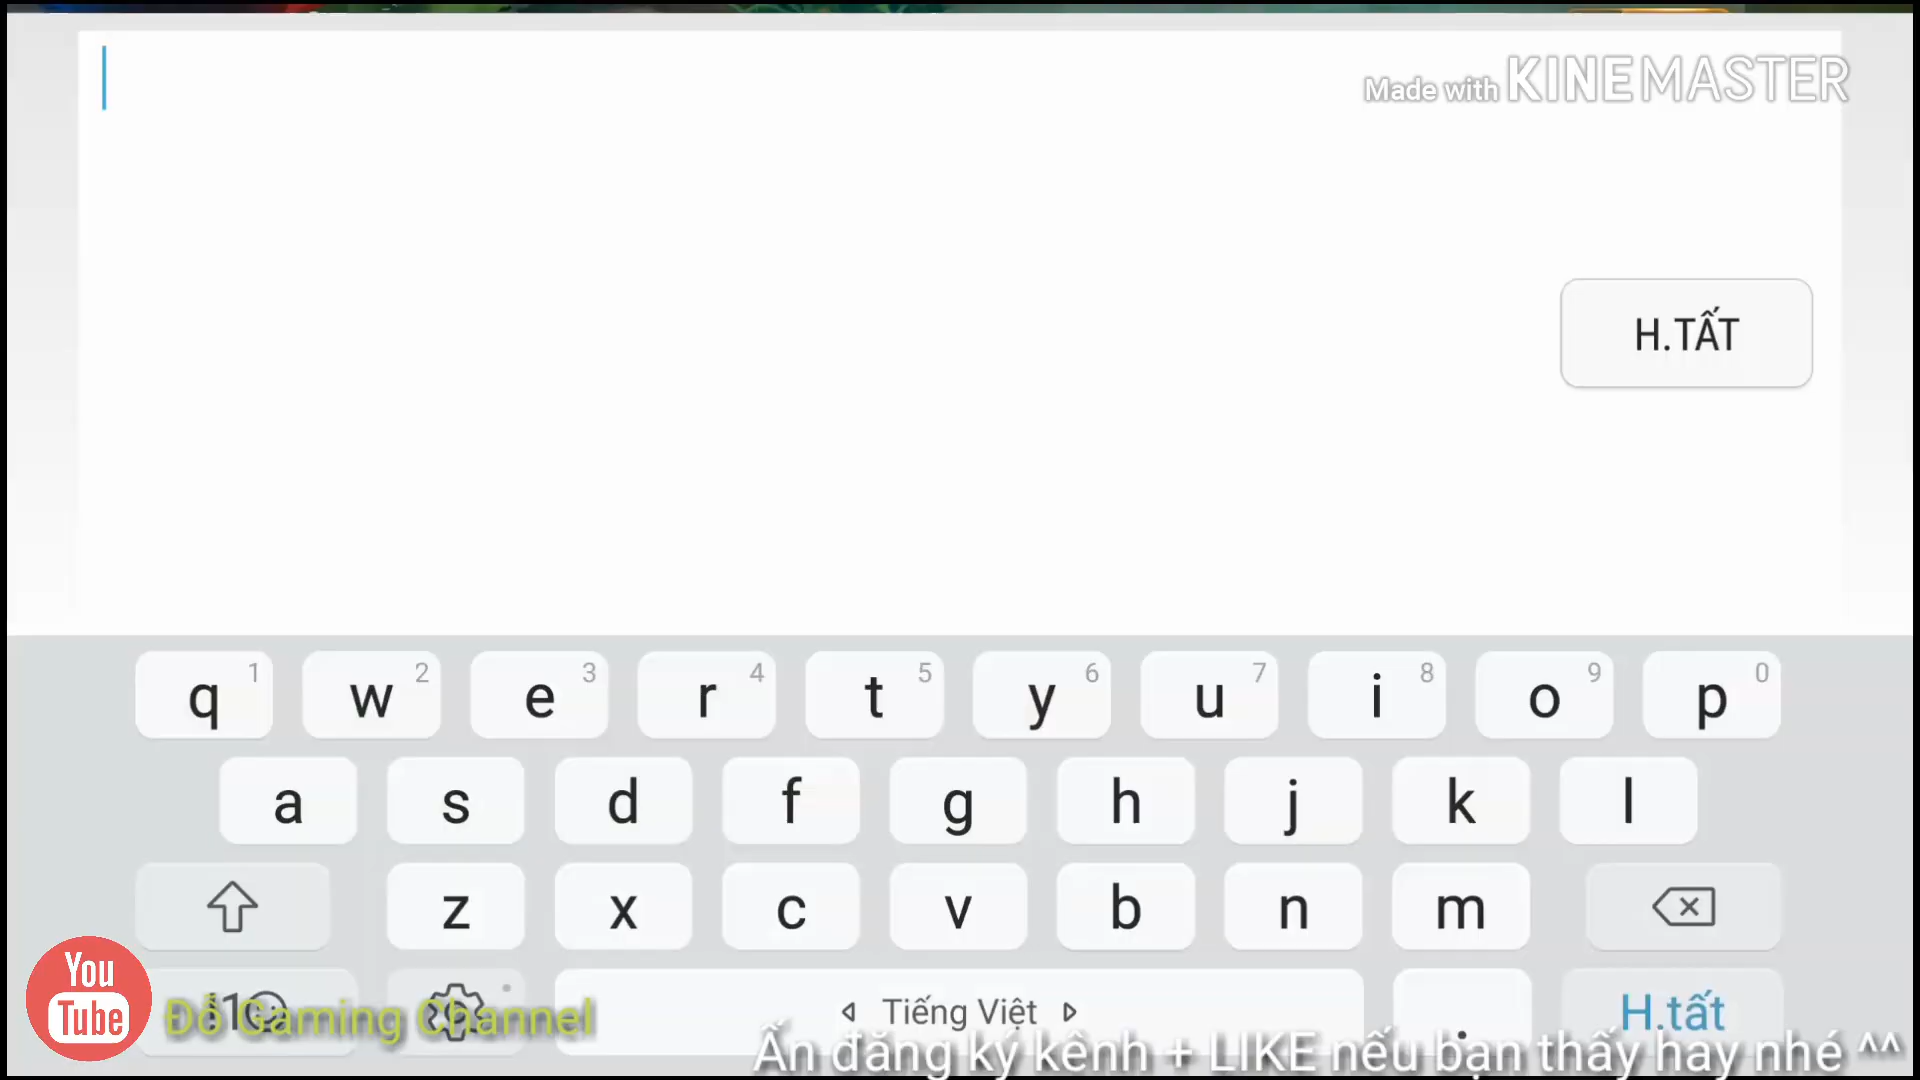 Made with KINEMASTER
H.TẤT
q 1 w 2 e 3 r 4 t 5 y 6 u 7 i 8 o 9 p 0
a s d f g h j k l
z x c v b n m
You
Tube
Đỗ Gaming Channel
!1☺
Tiếng Việt
.
H.tất
Ấn đăng ký kênh + LIKE nếu bạn thấy hay nhé ^^